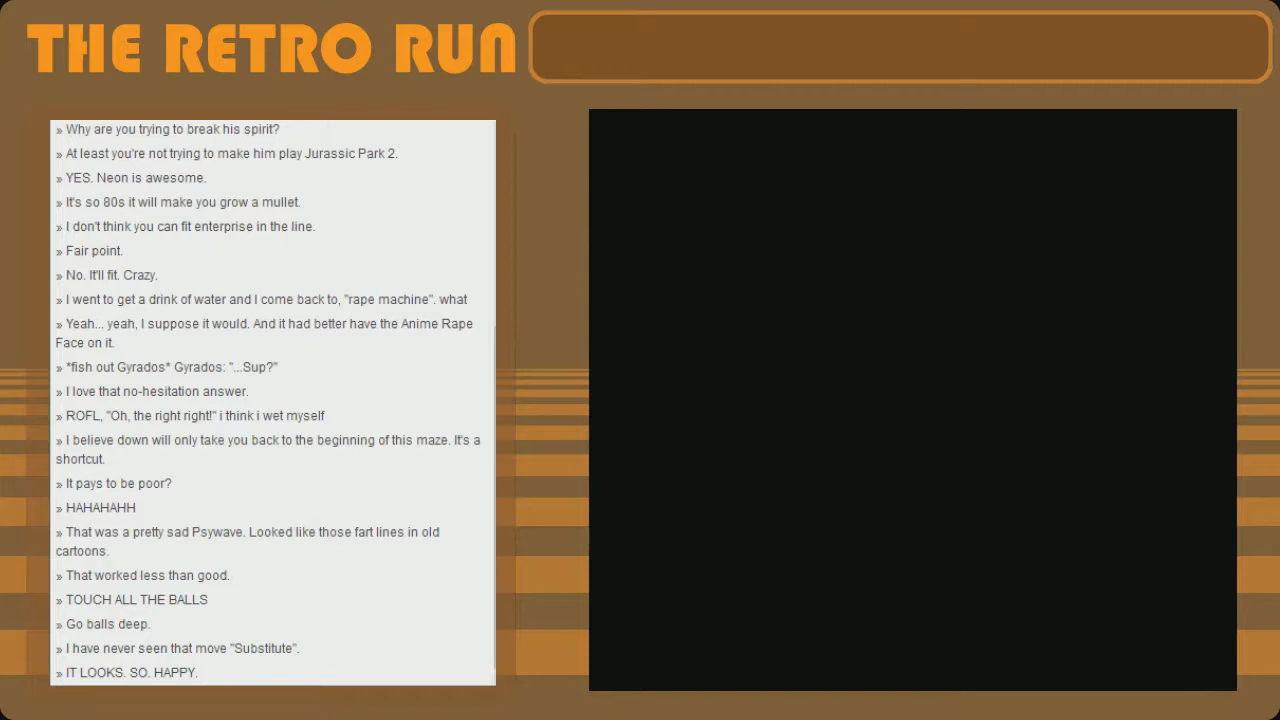 THE RETRO RUN
» Why are you trying to break his spirit?
» At least you're not trying to make him play Jurassic Park 2.
» YES. Neon is awesome.
» It's so 80s it will make you grow a mullet.
» I don't think you can fit enterprise in the line.
» Fair point.
» No. It'll fit. Crazy.
» I went to get a drink of water and I come back to, "rape machine". what
» Yeah... yeah, I suppose it would. And it had better have the Anime Rape
Face on it.
» *fish out Gyrados* Gyrados: "...Sup?"
» I love that no-hesitation answer.
» ROFL, "Oh, the right right!" i think i wet myself
» I believe down will only take you back to the beginning of this maze. It's a
shortcut.
» It pays to be poor?
» HAHAHAHH
» That was a pretty sad Psywave. Looked like those fart lines in old
cartoons.
» That worked less than good.
» TOUCH ALL THE BALLS
» Go balls deep.
» I have never seen that move "Substitute".
» IT LOOKS. SO. HAPPY.